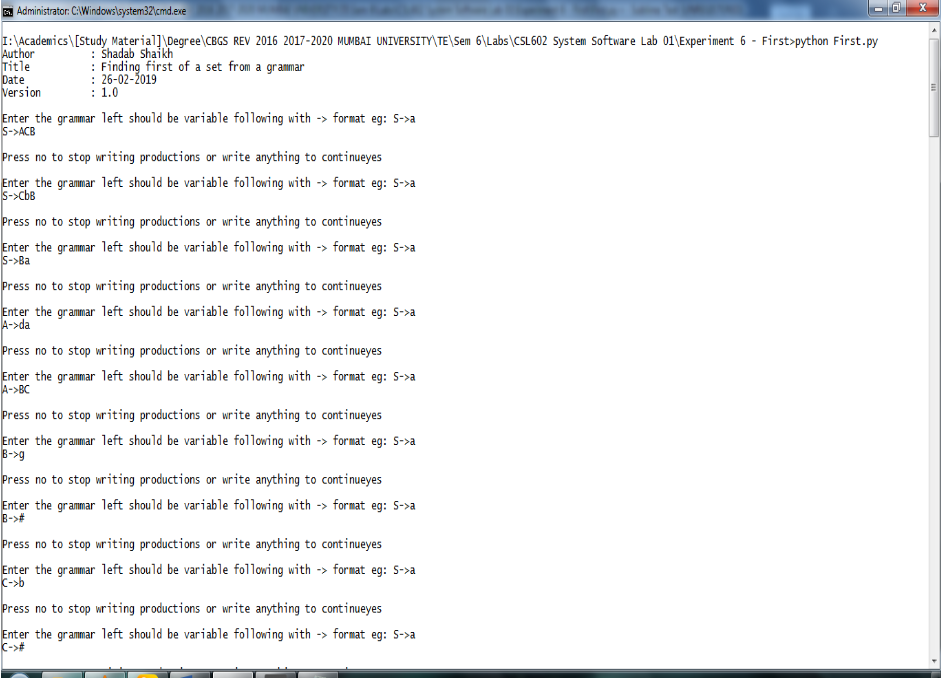 Administrator: C:\Windows\system32\cmd.exe
I:\Academics\[Study Material]\Degree\CBGS REV 2016 2017-2020 MUMBAI UNIVERSITY\TE\Sem 6\Labs\CSL602 System Software Lab 01\Experiment 6 - First>python First.py
Author : Shadab Shaikh
Title : Finding first of a set from a grammar
Date : 26-02-2019
Version : 1.0
Enter the grammar left should be variable following with -> format eg: S->a
S->ACB
Press no to stop writing productions or write anything to continueyes
Enter the grammar left should be variable following with -> format eg: S->a
S->CbB
Press no to stop writing productions or write anything to continueyes
Enter the grammar left should be variable following with -> format eg: S->a
S->Ba
Press no to stop writing productions or write anything to continueyes
Enter the grammar left should be variable following with -> format eg: S->a
A->da
Press no to stop writing productions or write anything to continueyes
Enter the grammar left should be variable following with -> format eg: S->a
A->BC
Press no to stop writing productions or write anything to continueyes
Enter the grammar left should be variable following with -> format eg: S->a
B->g
Press no to stop writing productions or write anything to continueyes
Enter the grammar left should be variable following with -> format eg: S->a
B->#
Press no to stop writing productions or write anything to continueyes
Enter the grammar left should be variable following with -> format eg: S->a
C->b
Press no to stop writing productions or write anything to continueyes
Enter the grammar left should be variable following with -> format eg: S->a
C->#